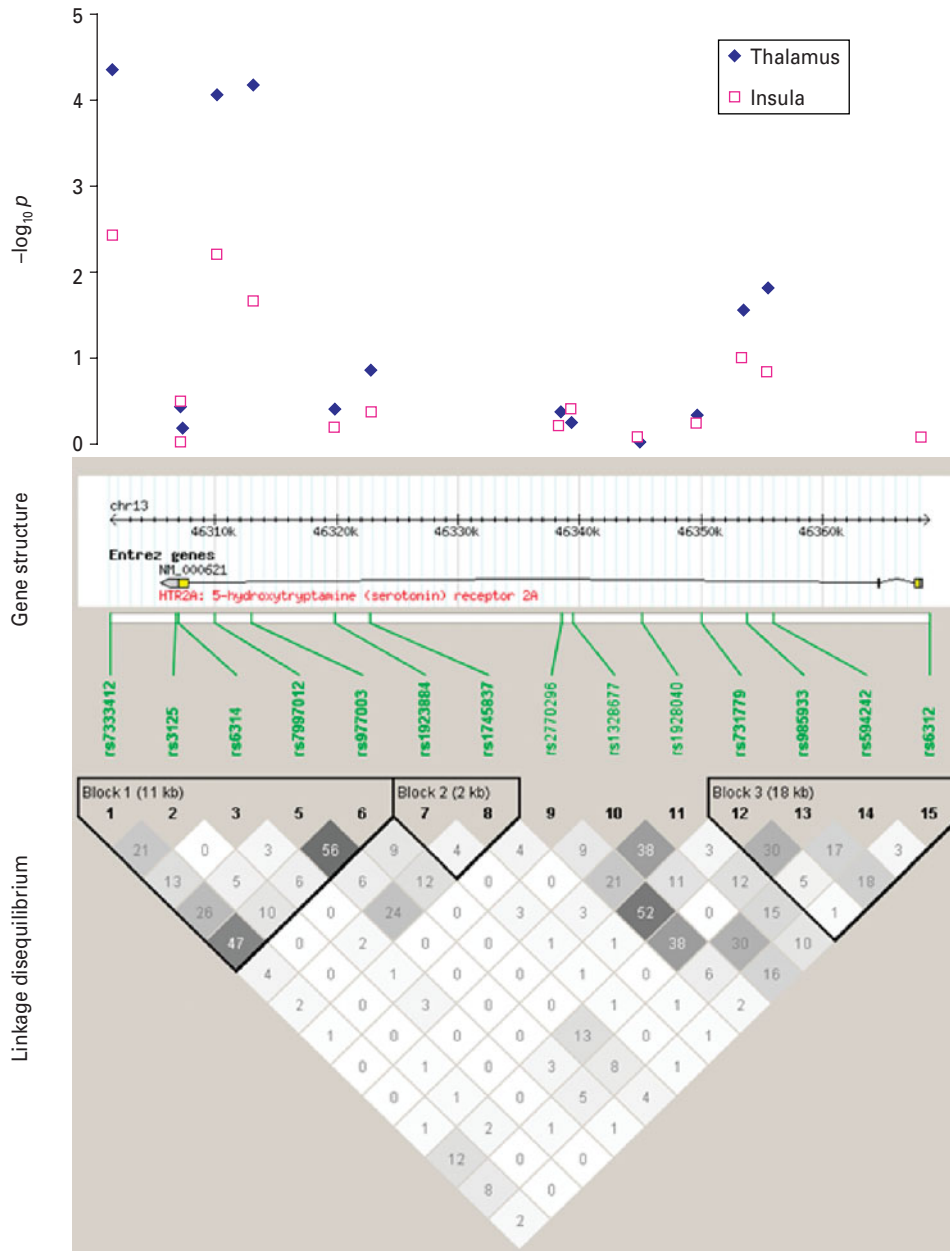 5
4
3
2
1
0
–log₁₀ p
Thalamus
Insula
Gene structure
chr13
46310k 46320k 46330k 46340k 46350k 46360k
Entrez genes
NM_000621
HTR2A: 5-hydroxytryptamine (serotonin) receptor 2A
rs7333412 rs3125 rs6314 rs7997012 rs977003 rs1923884 rs1745837 rs2770296 rs1328677 rs1928040 rs731779 rs985933 rs594242 rs6312
Linkage disequilibrium
Block 1 (11 kb) Block 2 (2 kb) Block 3 (18 kb)
1 2 3 5 6 7 8 9 10 11 12 13 14 15
21 0 3 56 9 4 4 9 38 3 30 17 3
13 5 6 6 12 0 0 21 11 12 5 18
26 10 0 24 0 3 3 52 0 15 1
47 0 2 0 0 1 1 38 30 10
4 0 1 0 0 1 0 6 16
2 0 3 0 0 1 1 2
1 0 0 0 13 0 1
0 1 0 3 8 1
0 1 0 5 4
1 2 1 1
12 0 0
8 0
2